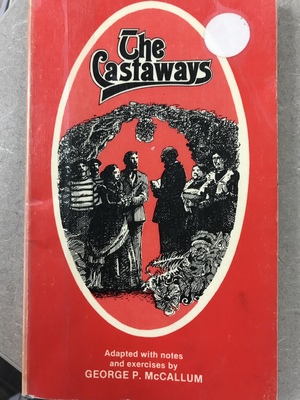 The
Castaways
Adapted with notes
and exercises by
GEORGE P. McCALLUM